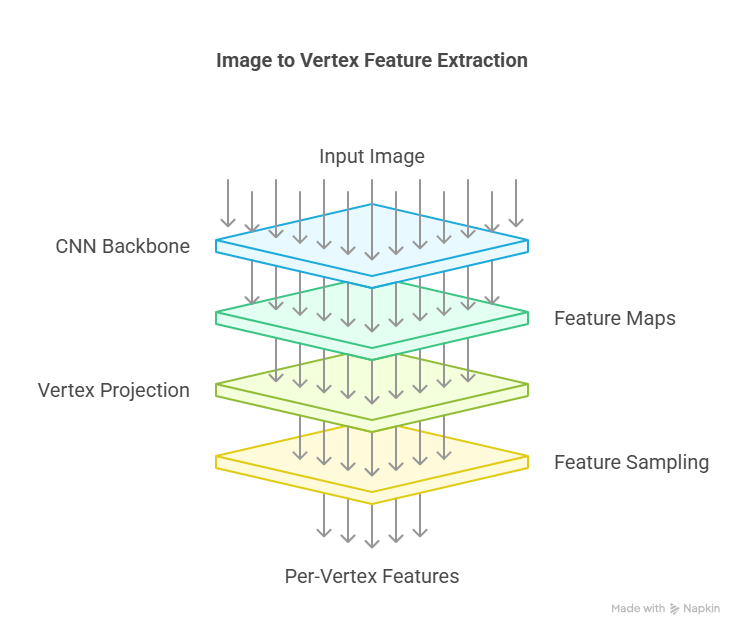 Image to Vertex Feature Extraction
Input Image
CNN Backbone
Feature Maps
Vertex Projection
Feature Sampling
Per-Vertex Features
Made with Napkin